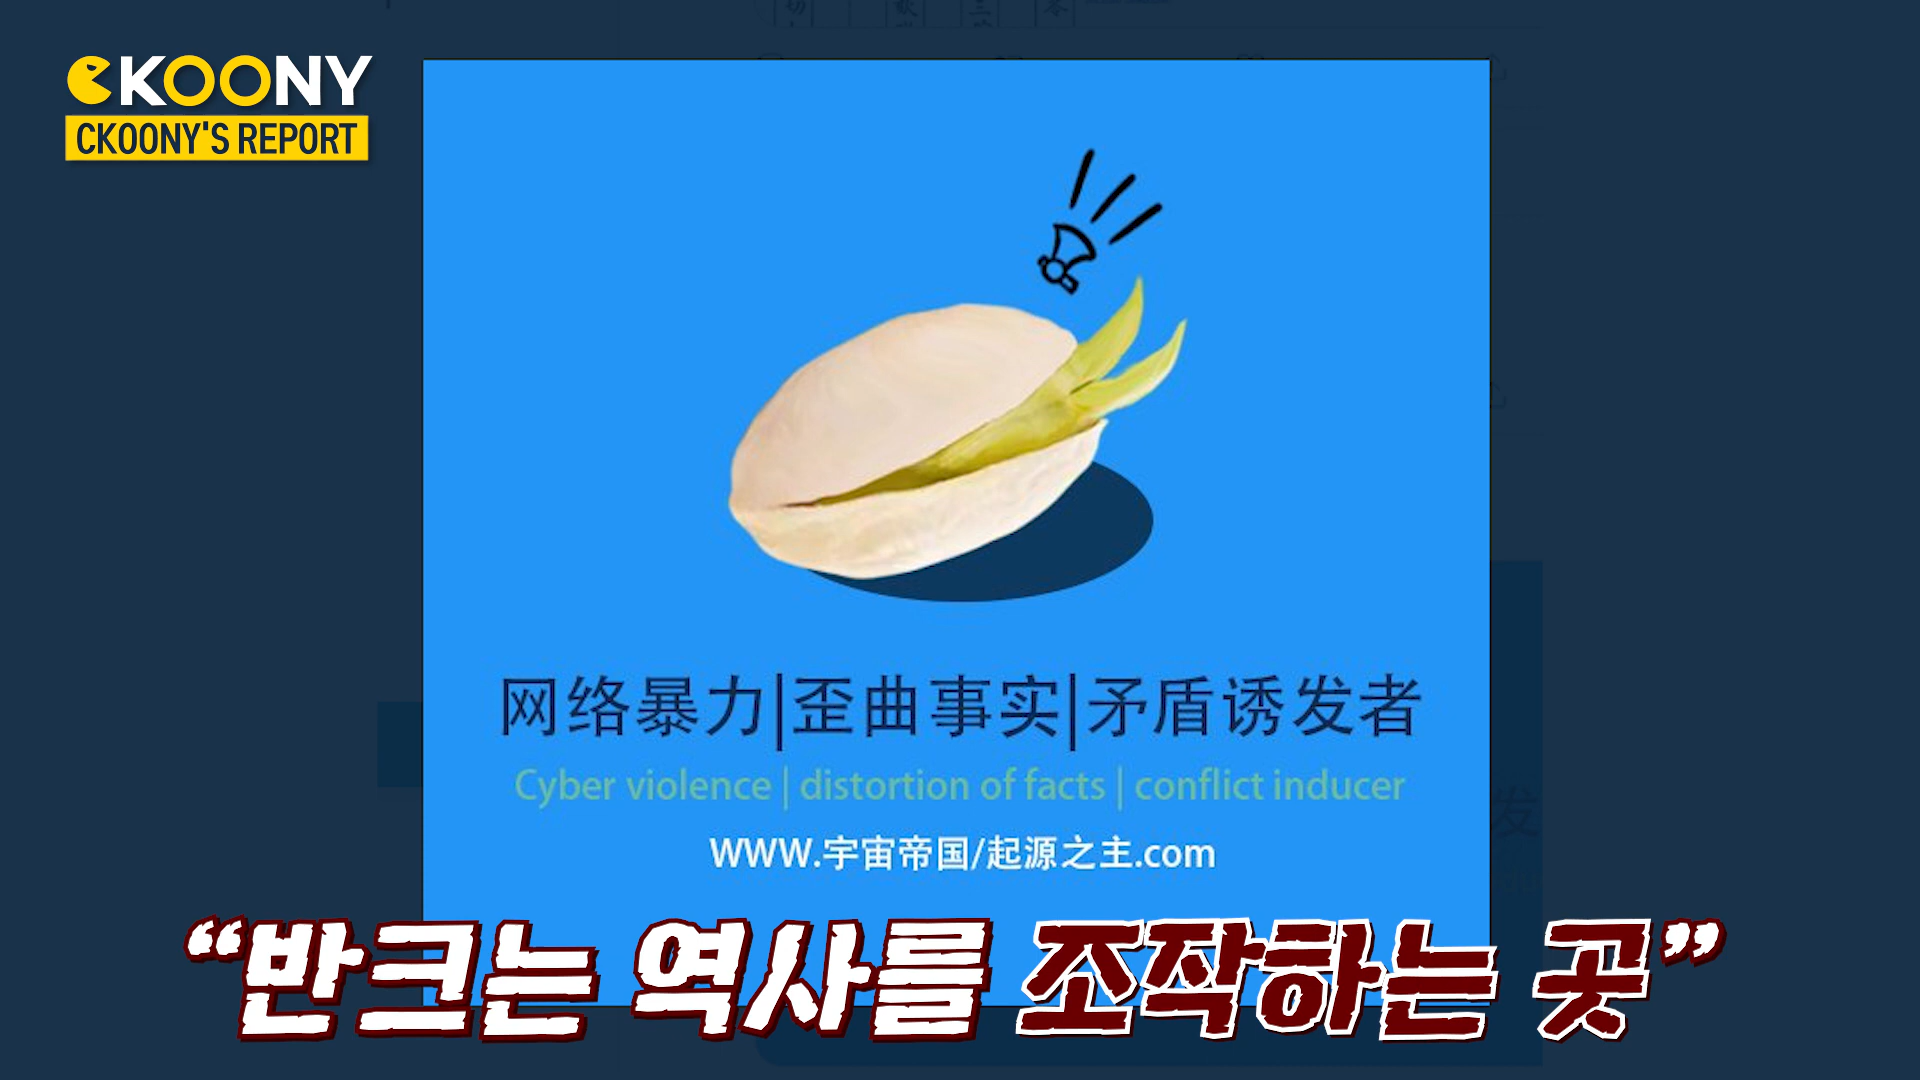 CKOONY
CKOONY'S REPORT
网络暴力|歪曲事实|矛盾诱发者
Cyber violence | distortion of facts | conflict inducer
WWW.宇宙帝国/起源之主.com
“반크는 역사를 조작하는 곳”
发